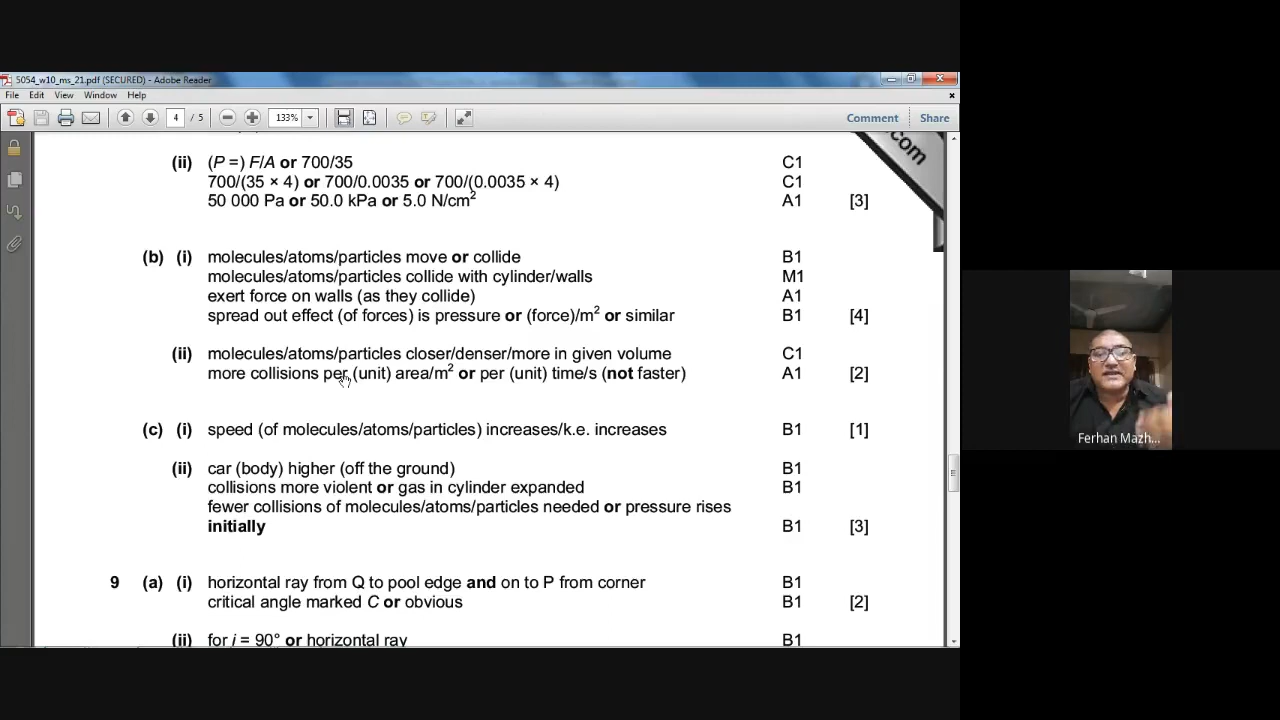 5054_w10_ms_21.pdf (SECURED) - Adobe Reader
File Edit View Window Help
4 / 5 133% Comment Share
com
(ii) (P =) F/A or 700/35 C1
700/(35 × 4) or 700/0.0035 or 700/(0.0035 × 4) C1
50 000 Pa or 50.0 kPa or 5.0 N/cm² A1 [3]
(b) (i) molecules/atoms/particles move or collide B1
molecules/atoms/particles collide with cylinder/walls M1
exert force on walls (as they collide) A1
spread out effect (of forces) is pressure or (force)/m² or similar B1 [4]
(ii) molecules/atoms/particles closer/denser/more in given volume C1
more collisions per (unit) area/m² or per (unit) time/s (not faster) A1 [2]
(c) (i) speed (of molecules/atoms/particles) increases/k.e. increases B1 [1]
(ii) car (body) higher (off the ground) B1
collisions more violent or gas in cylinder expanded B1
fewer collisions of molecules/atoms/particles needed or pressure rises
initially B1 [3]
9 (a) (i) horizontal ray from Q to pool edge and on to P from corner B1
critical angle marked C or obvious B1 [2]
(ii) for i = 90° or horizontal ray B1
Ferhan Mazh...